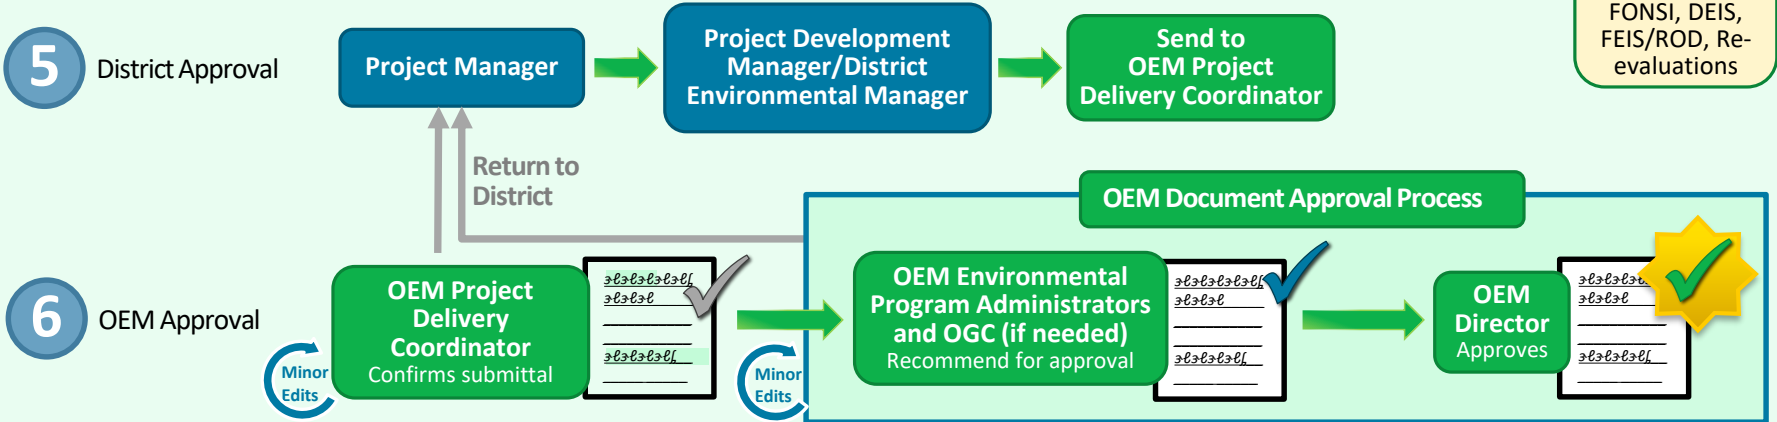 5
District Approval
Project Manager
Project Development
Manager/District
Environmental Manager
Send to
OEM Project
Delivery Coordinator
FONSI, DEIS,
FEIS/ROD, Re-
evaluations
Return to
District
OEM Document Approval Process
6
OEM Approval
Minor
Edits
OEM Project
Delivery
Coordinator
Confirms submittal
Minor
Edits
OEM Environmental
Program Administrators
and OGC (if needed)
Recommend for approval
OEM
Director
Approves